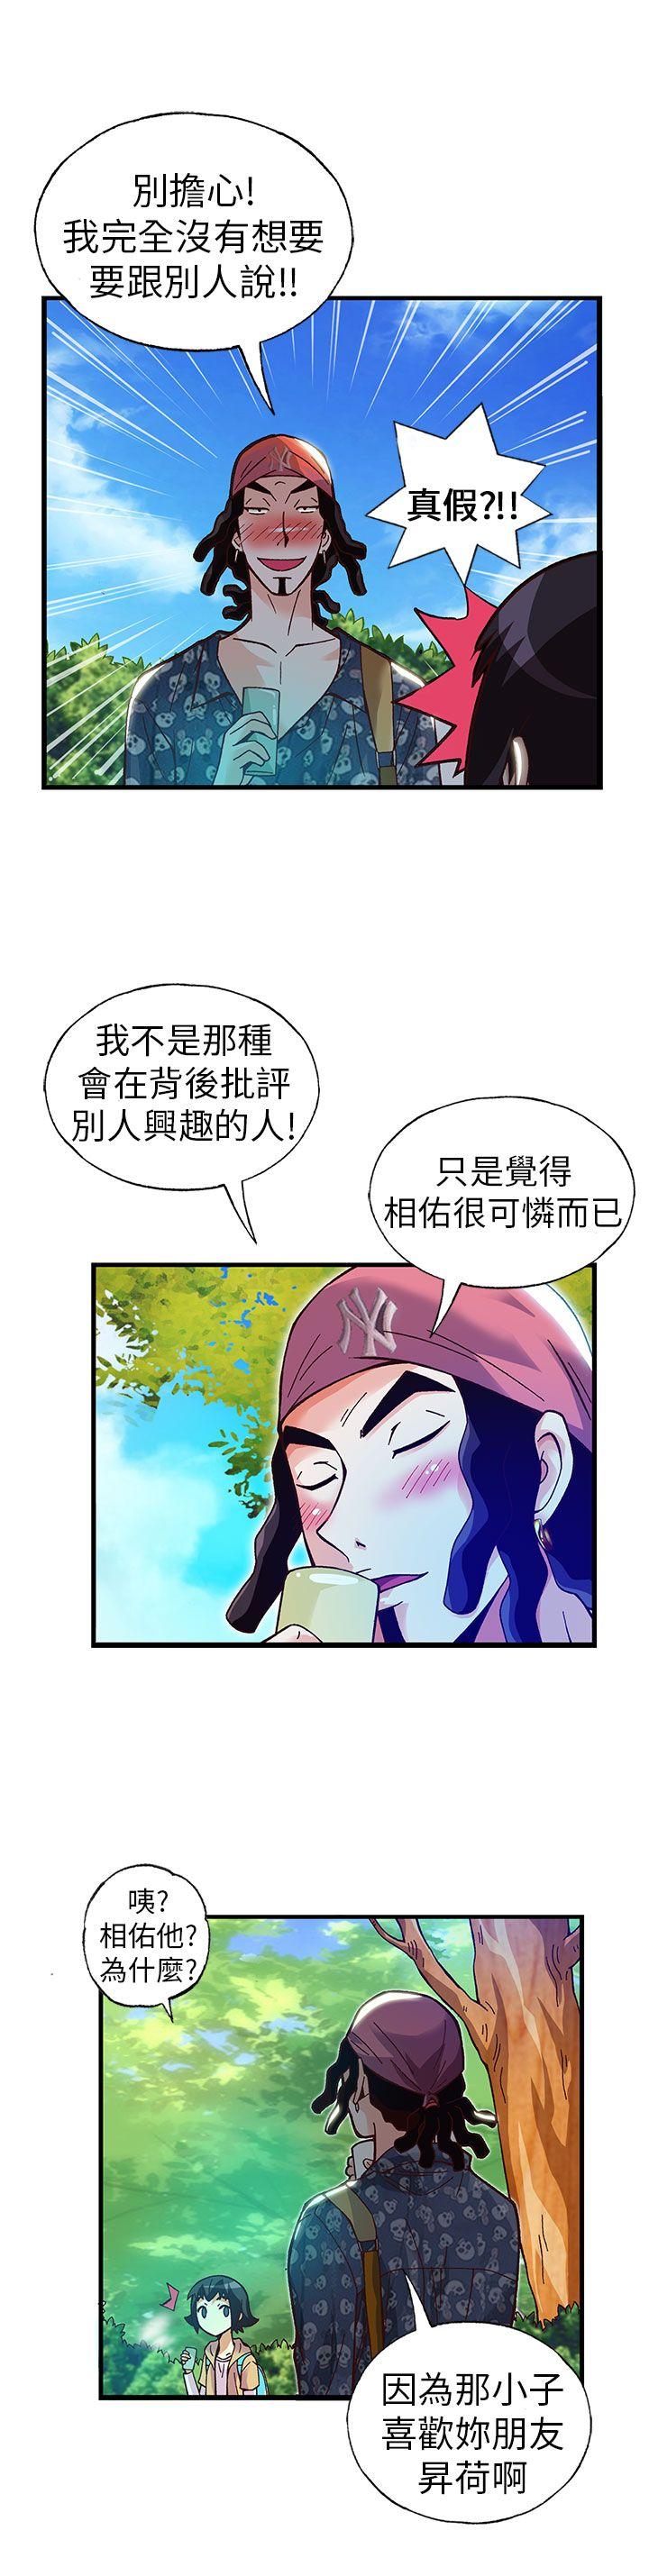 別擔心!
我完全沒有想要
要跟別人說!!
真假?!!
我不是那種
會在背後批評
別人興趣的人!
只是覺得
相佑很可憐而已
咦?
相佑他?
為什麼?
因為那小子
喜歡妳朋友
昇荷啊